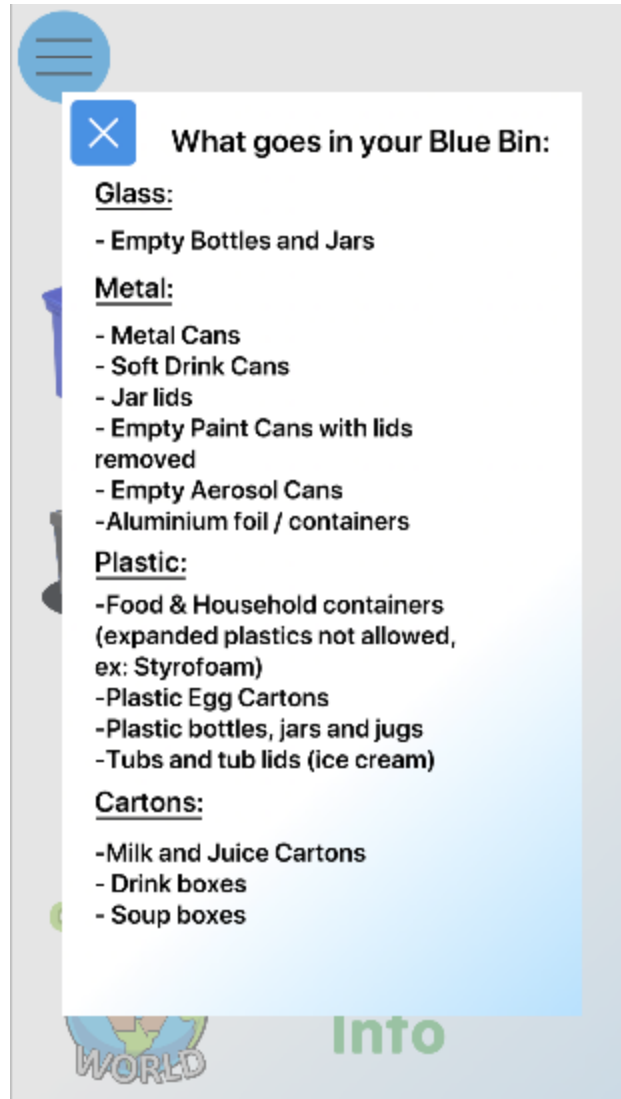 What goes in your Blue Bin:
Glass:
- Empty Bottles and Jars
Metal:
- Metal Cans
- Soft Drink Cans
- Jar lids
- Empty Paint Cans with lids
removed
- Empty Aerosol Cans
-Aluminium foil / containers
Plastic:
-Food & Household containers
(expanded plastics not allowed,
ex: Styrofoam)
-Plastic Egg Cartons
-Plastic bottles, jars and jugs
-Tubs and tub lids (ice cream)
Cartons:
-Milk and Juice Cartons
- Drink boxes
- Soup boxes
WORLD
Info